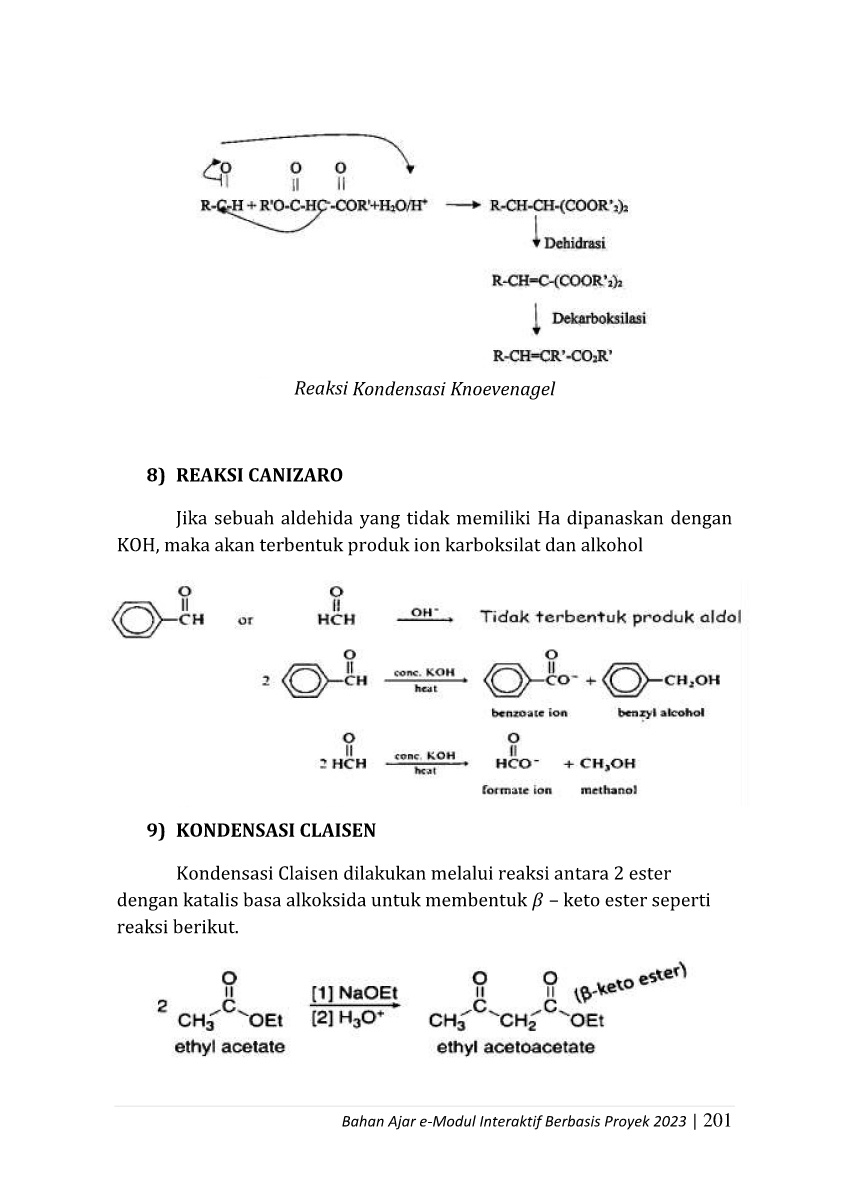 O O O
|| || ||
R-C-H + R'O-C-HC⁻-COR'+H₂O/H⁺ → R-CH-CH-(COOR'₂)₂
Dehidrasi
R-CH=C-(COOR'₂)₂
Dekarboksilasi
R-CH=CR'-CO₂R'
Reaksi Kondensasi Knoevenagel
8) REAKSI CANIZARO
Jika sebuah aldehida yang tidak memiliki Ha dipanaskan dengan
KOH, maka akan terbentuk produk ion karboksilat dan alkohol
O O
|| ||
CH or HCH OH⁻ Tidak terbentuk produk aldol
O O
|| ||
2 CH conc. KOH CO⁻ + CH₂OH
heat
benzoate ion benzyl alcohol
O O
|| ||
2 HCH conc. KOH HCO⁻ + CH₃OH
heat
formate ion methanol
9) KONDENSASI CLAISEN
Kondensasi Claisen dilakukan melalui reaksi antara 2 ester
dengan katalis basa alkoksida untuk membentuk β – keto ester seperti
reaksi berikut.
O O O (β-keto ester)
|| || ||
2 CH₃ C OEt [1] NaOEt CH₃ C CH₂ C OEt
[2] H₃O⁺
ethyl acetate ethyl acetoacetate
Bahan Ajar e-Modul Interaktif Berbasis Proyek 2023 | 201